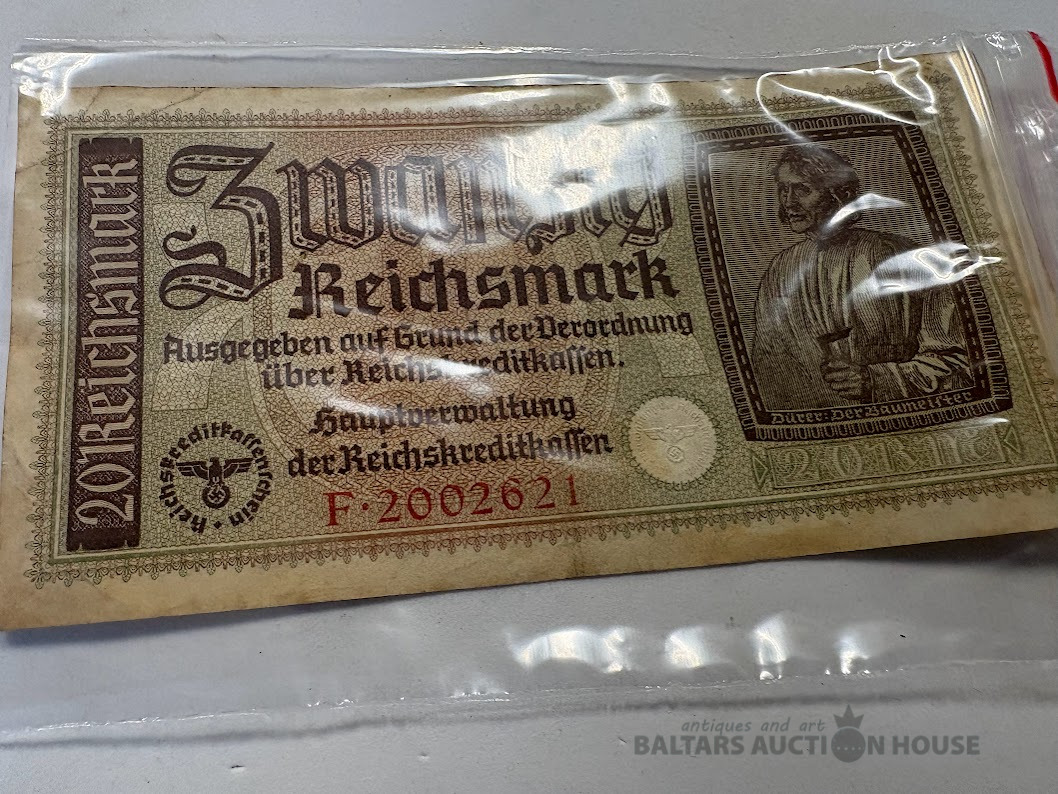 20 Reichsmark
Zwanzig
Reichsmark
Ausgegeben auf Grund der Verordnung
über Reichskreditkassen.
Hauptverwaltung
der Reichskreditkassen
Reichskreditkassenschein
F·2002621
Dürer: Der Baumeister
20RM
antiques and art
BALTARS AUCTION HOUSE